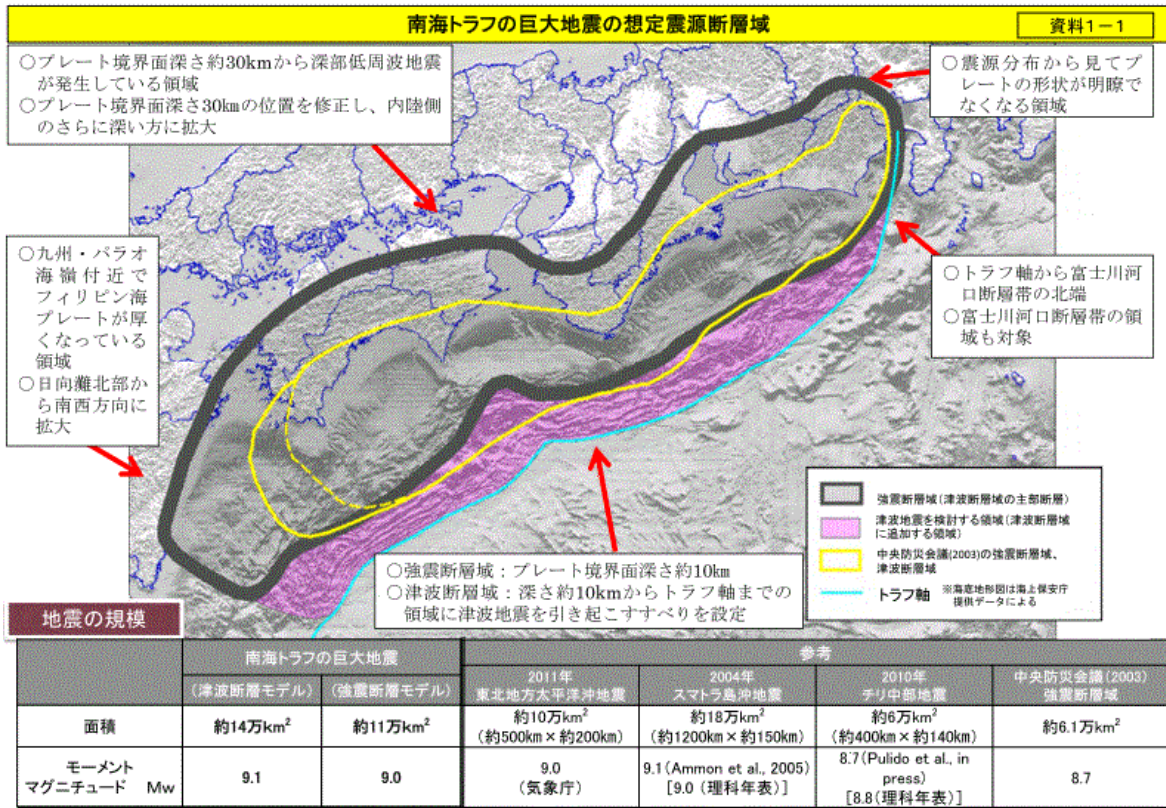 南海トラフの巨大地震の想定震源断層域
資料1-1
○プレート境界面深さ約30kmから深部低周波地震
が発生している領域
○プレート境界面深さ30kmの位置を修正し、内陸側
のさらに深い方に拡大
○震源分布から見てプ
レートの形状が明瞭で
なくなる領域
○九州・パラオ
海嶺付近で
フィリピン海
プレートが厚
くなっている
領域
○日向灘北部か
ら南西方向に
拡大
○トラフ軸から富士川河
口断層帯の北端
○富士川河口断層帯の領
域も対象
○強震断層域：プレート境界面深さ約10km
○津波断層域：深さ約10kmからトラフ軸までの
領域に津波地震を引き起こすすべりを設定
強震断層域(津波断層域の主部断層)
津波地震を検討する領域(津波断層域
に追加する領域)
中央防災会議(2003)の強震断層域、
津波断層域
トラフ軸
※海底地形図は海上保安庁
提供データによる
地震の規模
南海トラフの巨大地震 参考
(津波断層モデル) (強震断層モデル) 2011年 東北地方太平洋沖地震 2004年 スマトラ島沖地震 2010年 チリ中部地震 中央防災会議(2003) 強震断層域
面積 約14万km² 約11万km² 約10万km² (約500km×約200km) 約18万km² (約1200km×約150km) 約6万km² (約400km×約140km) 約6.1万km²
モーメント マグニチュード Mw 9.1 9.0 9.0 (気象庁) 9.1(Ammon et al., 2005) [9.0 (理科年表)] 8.7(Pulido et al., in press) [8.8(理科年表)] 8.7